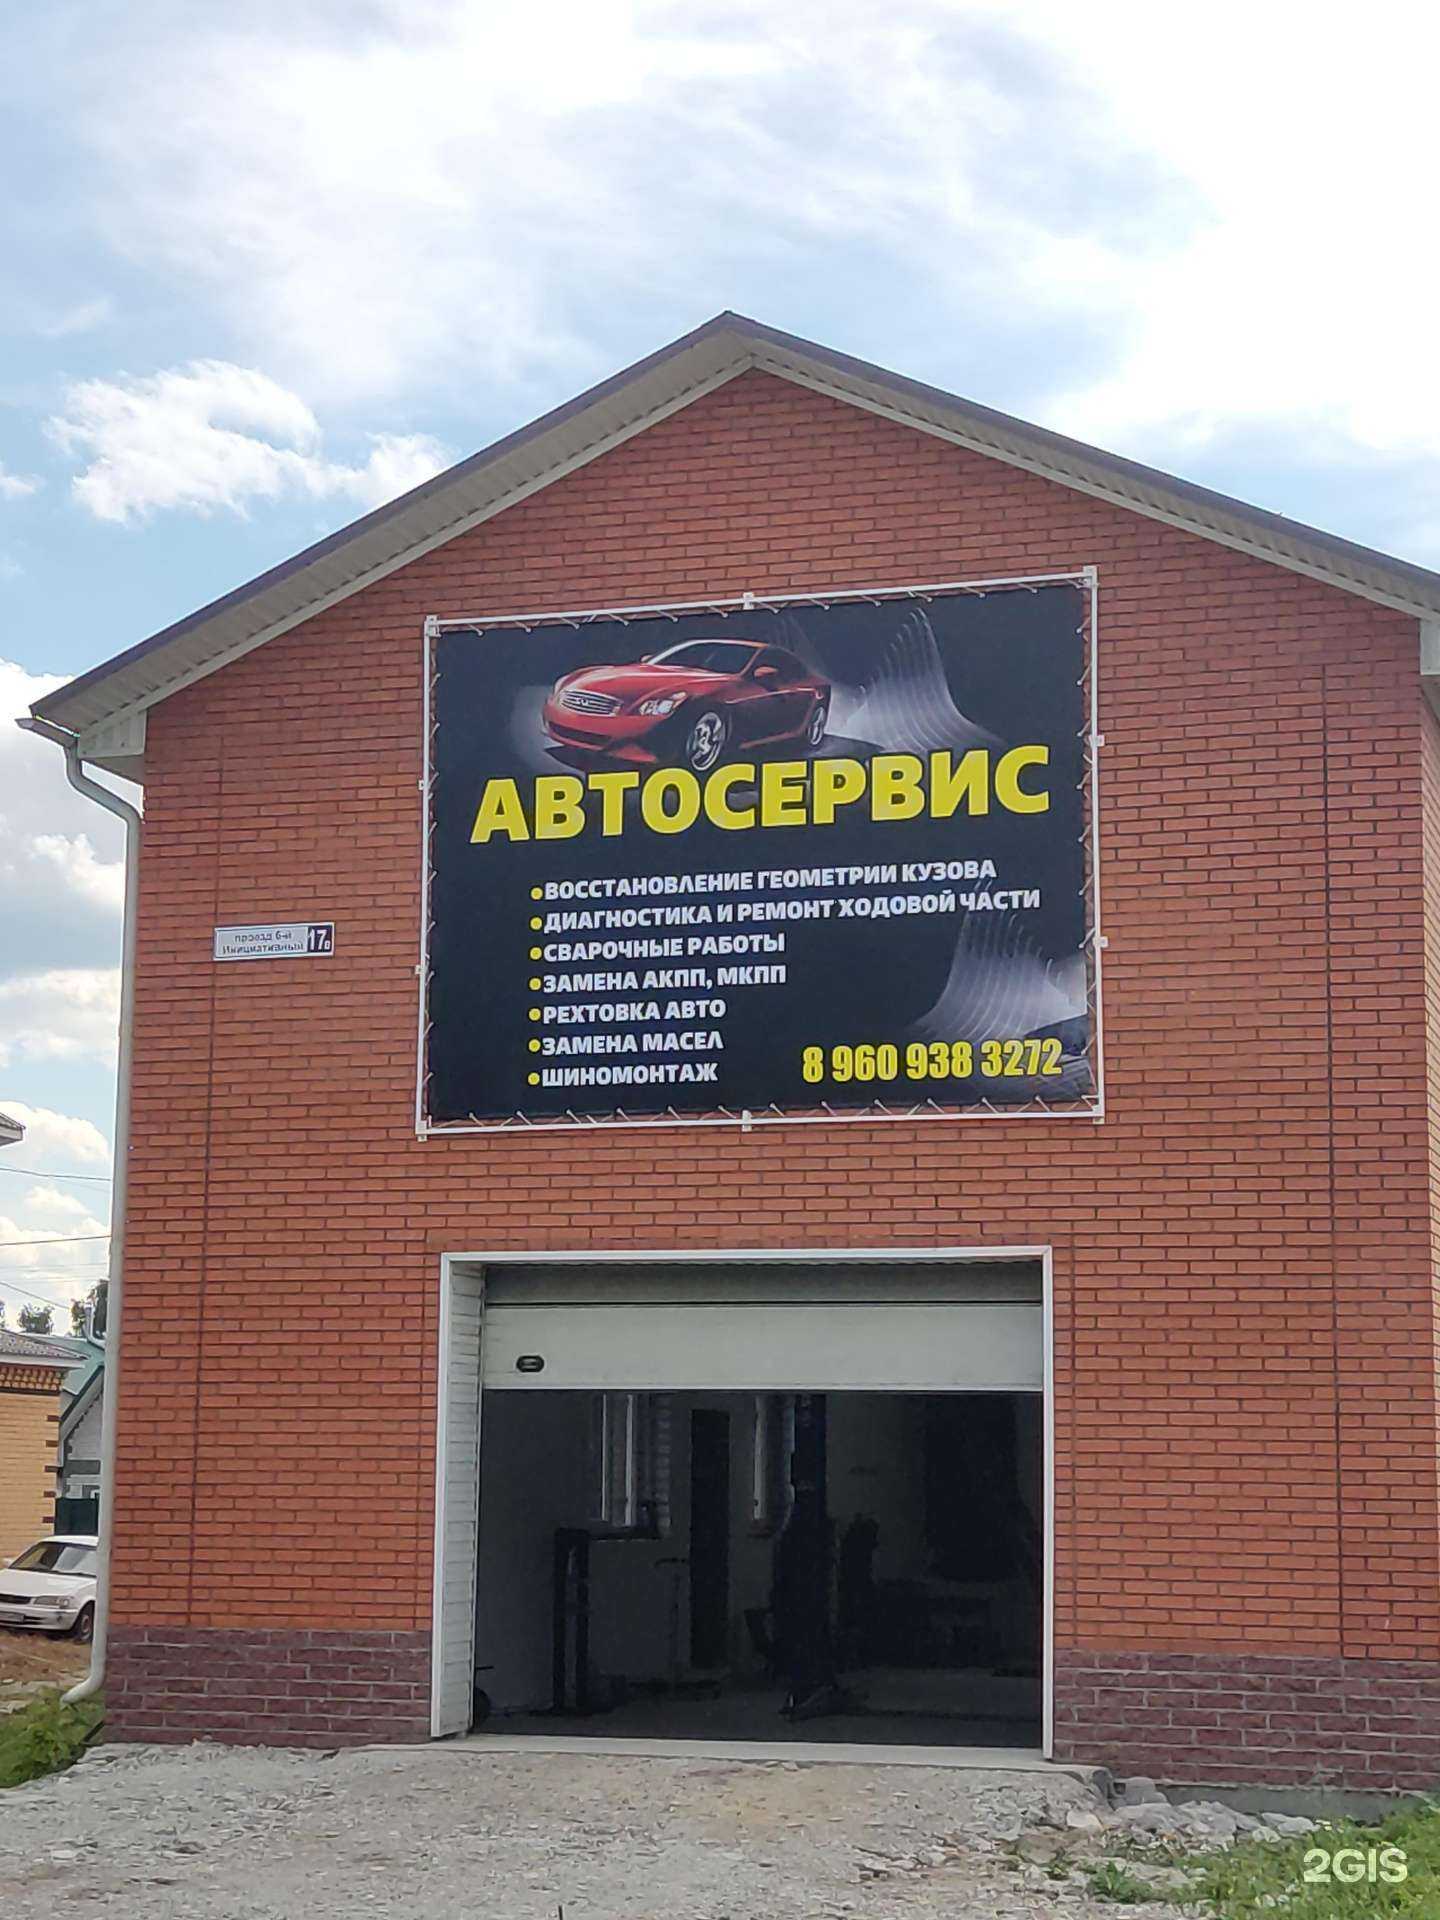 АВТОСЕРВИС
•ВОССТАНОВЛЕНИЕ ГЕОМЕТРИИ КУЗОВА
•ДИАГНОСТИКА И РЕМОНТ ХОДОВОЙ ЧАСТИ
•СВАРОЧНЫЕ РАБОТЫ
•ЗАМЕНА АКПП, МКПП
•РЕХТОВКА АВТО
•ЗАМЕНА МАСЕЛ
•ШИНОМОНТАЖ
8 960 938 3272
проезд 6-й
Инициативный
17
2GIS